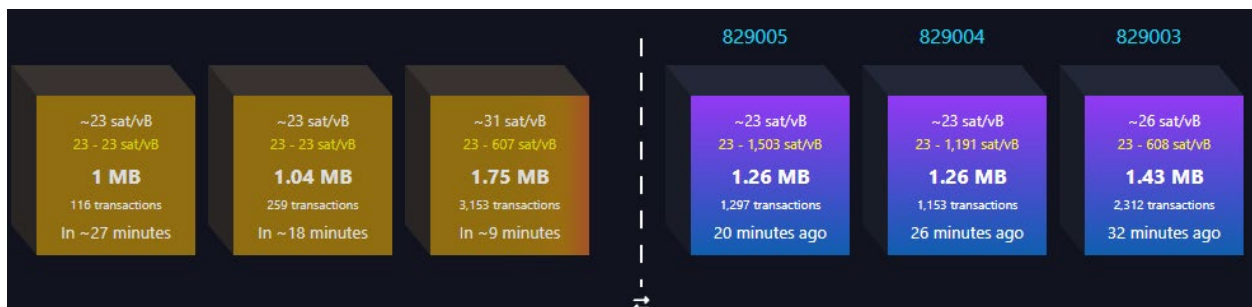 829005
829004
829003
~23 sat/vB
23 - 23 sat/vB
1 MB
116 transactions
In ~27 minutes
~23 sat/vB
23 - 23 sat/vB
1.04 MB
259 transactions
In ~18 minutes
~31 sat/vB
23 - 607 sat/vB
1.75 MB
3,153 transactions
In ~9 minutes
~23 sat/vB
23 - 1,503 sat/vB
1.26 MB
1,297 transactions
20 minutes ago
~23 sat/vB
23 - 1,191 sat/vB
1.26 MB
1,153 transactions
26 minutes ago
~26 sat/vB
23 - 608 sat/vB
1.43 MB
2,312 transactions
32 minutes ago